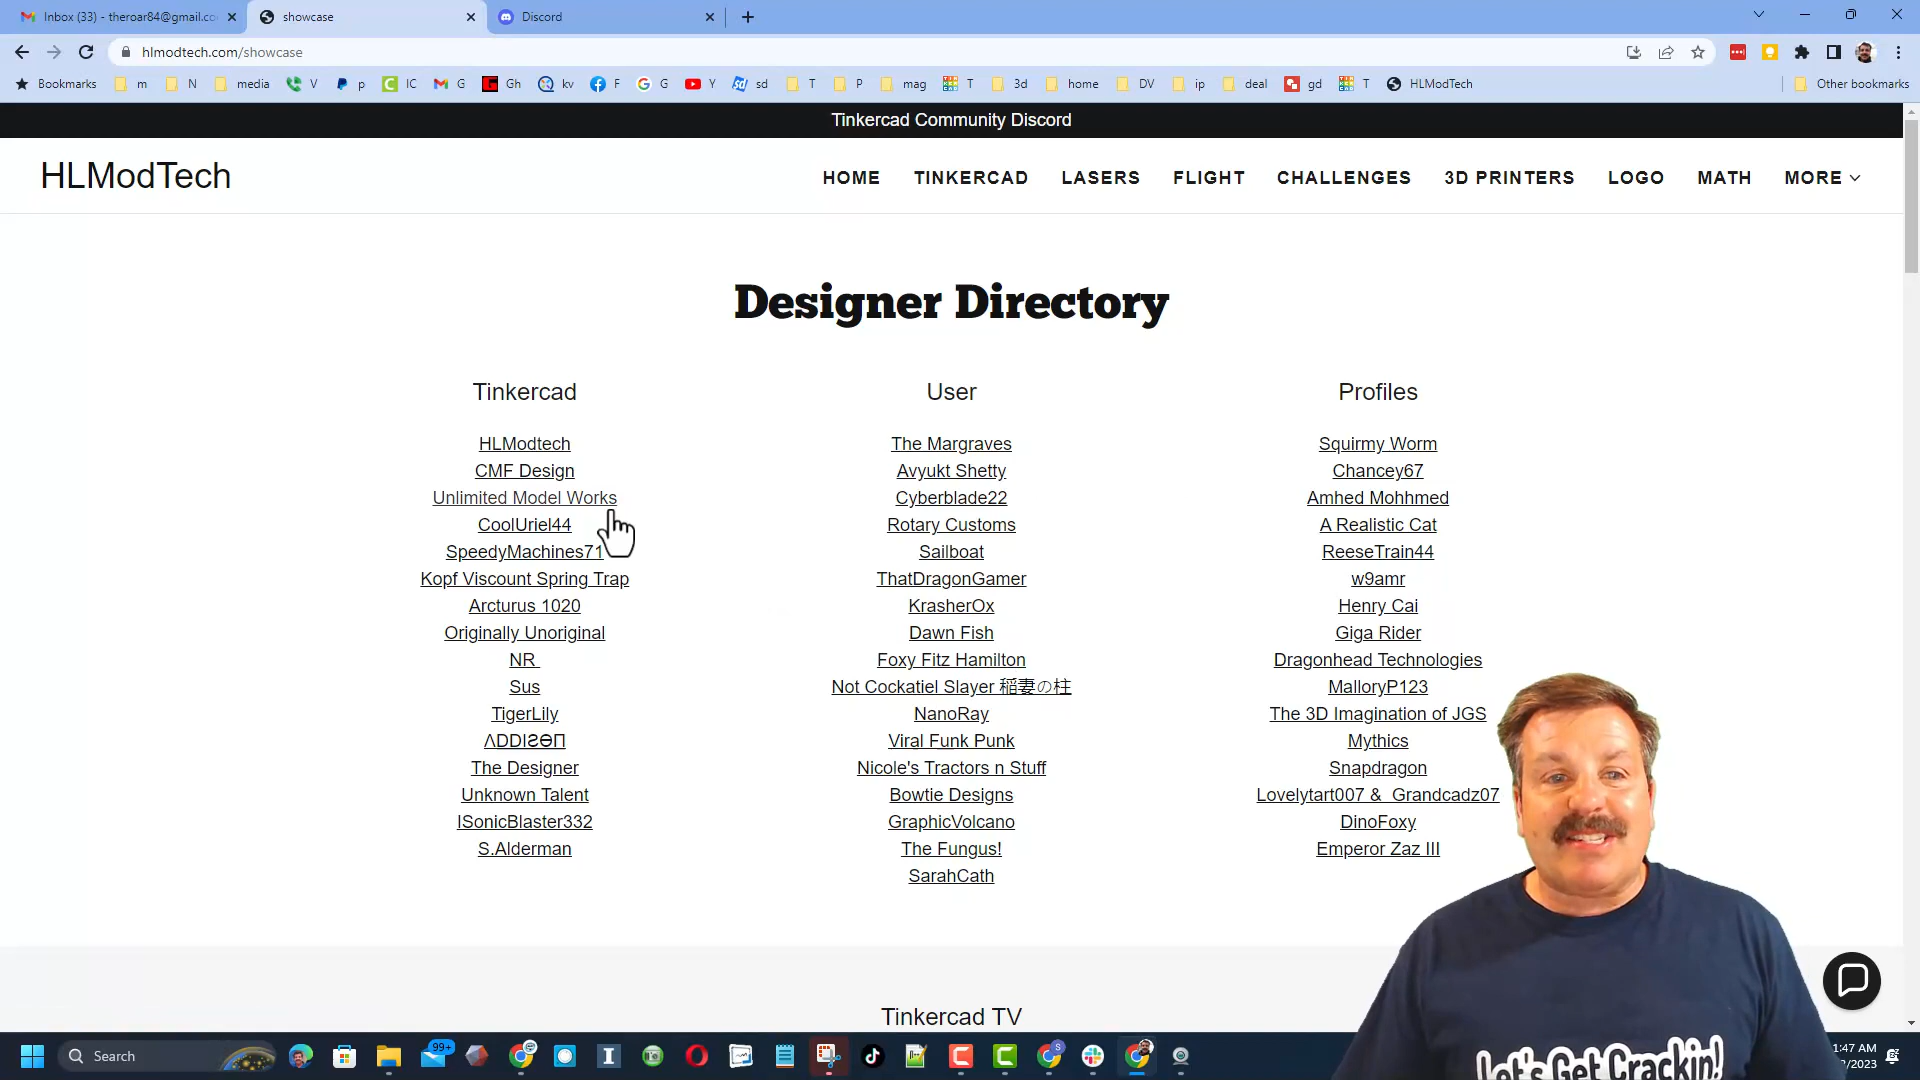 Inbox (33) - theroar84@gmail.co
showcase
Discord
hlmodtech.com/showcase
Bookmarks m N media V p IC G Gh kv F G Y sd T P mag T 3d home DV ip deal gd T HLModTech Other bookmarks
Tinkercad Community Discord
HLModTech
HOME TINKERCAD LASERS FLIGHT CHALLENGES 3D PRINTERS LOGO MATH MORE
Designer Directory
Tinkercad
HLModtech
CMF Design
Unlimited Model Works
CoolUriel44
SpeedyMachines71
Kopf Viscount Spring Trap
Arcturus 1020
Originally Unoriginal
NR
Sus
TigerLily
ΛDDIƧӨП
The Designer
Unknown Talent
ISonicBlaster332
S.Alderman
User
The Margraves
Avyukt Shetty
Cyberblade22
Rotary Customs
Sailboat
ThatDragonGamer
KrasherOx
Dawn Fish
Foxy Fitz Hamilton
Not Cockatiel Slayer 稲妻の柱
NanoRay
Viral Funk Punk
Nicole's Tractors n Stuff
Bowtie Designs
GraphicVolcano
The Fungus!
SarahCath
Profiles
Squirmy Worm
Chancey67
Amhed Mohhmed
A Realistic Cat
ReeseTrain44
w9amr
Henry Cai
Giga Rider
Dragonhead Technologies
MalloryP123
The 3D Imagination of JGS
Mythics
Snapdragon
Lovelytart007 & Grandcadz07
DinoFoxy
Emperor Zaz III
Tinkercad TV
Let's Get Crackin!
Search
99+
S
1:47 AM
/2023